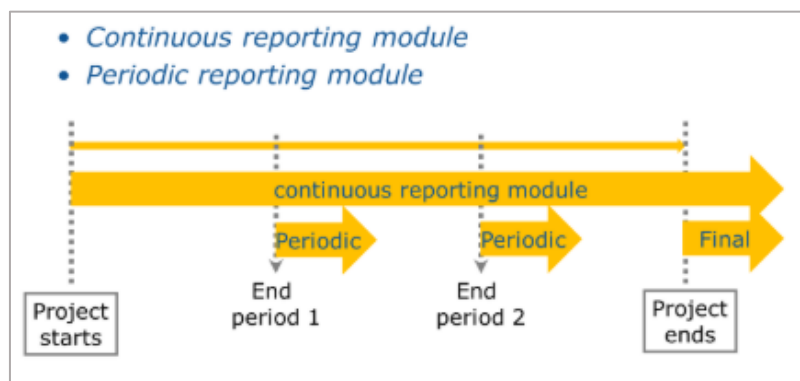 • Continuous reporting module
• Periodic reporting module
continuous reporting module
Periodic
Periodic
Final
Project
starts
End
period 1
End
period 2
Project
ends